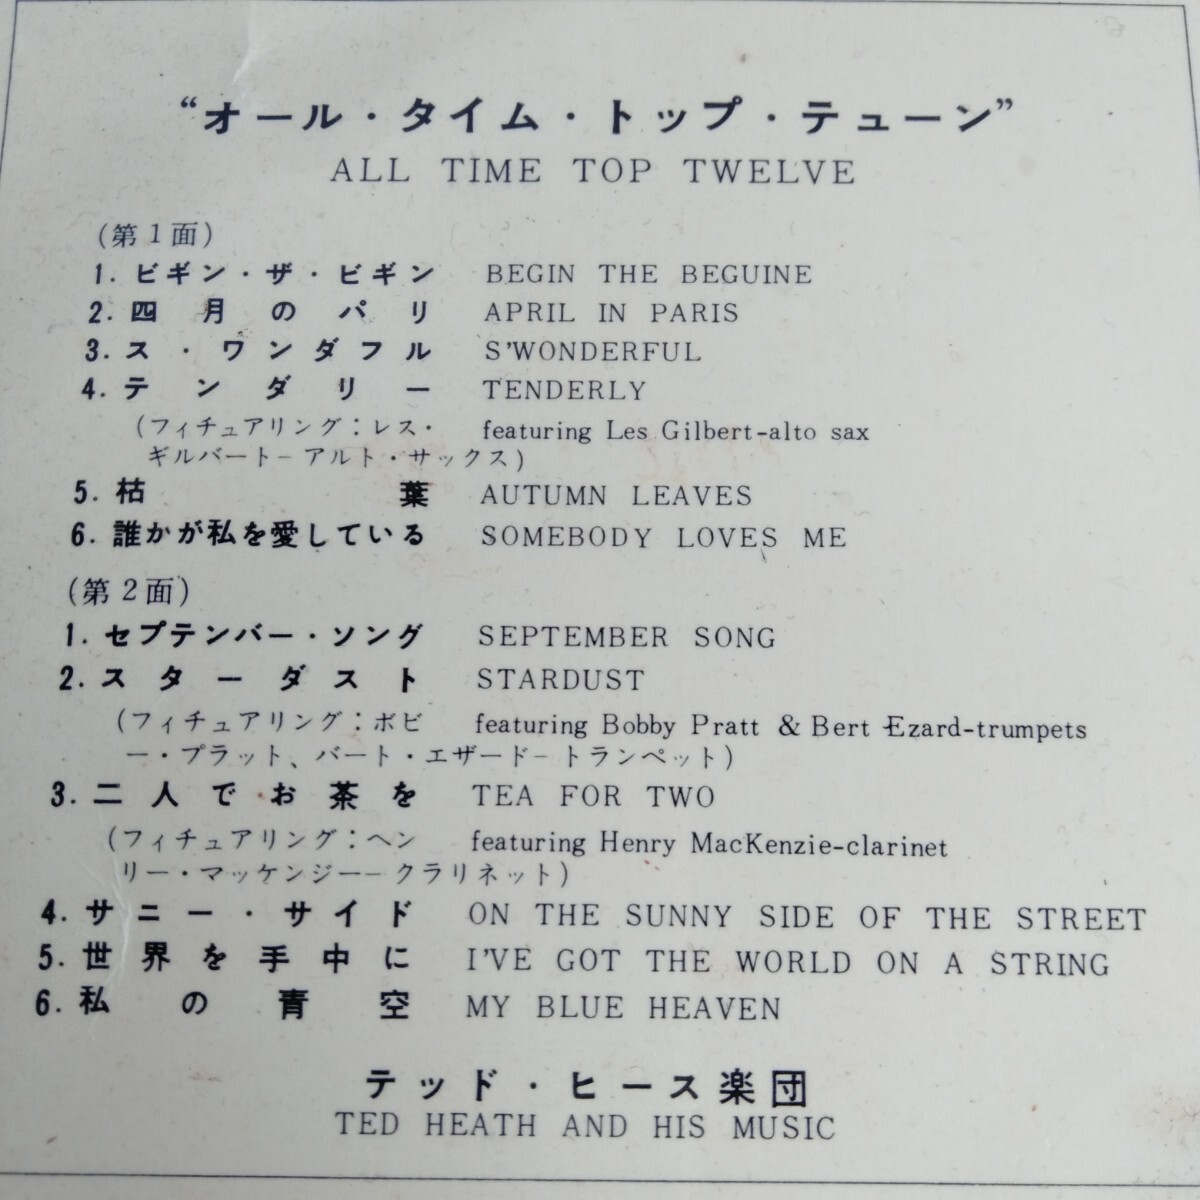 “オール・タイム・トップ・テューン”
ALL TIME TOP TWELVE
(第1面)
1. ビギン・ザ・ビギン BEGIN THE BEGUINE
2. 四月のパリ APRIL IN PARIS
3. ス・ワンダフル S'WONDERFUL
4. テンダリー TENDERLY
(フィチュアリング:レス・ featuring Les Gilbert-alto sax
ギルバート-アルト・サックス)
5. 枯葉 AUTUMN LEAVES
6. 誰かが私を愛している SOMEBODY LOVES ME
(第2面)
1. セプテンバー・ソング SEPTEMBER SONG
2. スターダスト STARDUST
(フィチュアリング:ボビ featuring Bobby Pratt & Bert Ezard-trumpets
ー・プラット、バート・エザード-トランペット)
3. 二人でお茶を TEA FOR TWO
(フィチュアリング:ヘン featuring Henry MacKenzie-clarinet
リー・マッケンジー-クラリネット)
4. サニー・サイド ON THE SUNNY SIDE OF THE STREET
5. 世界を手中に I'VE GOT THE WORLD ON A STRING
6. 私の青空 MY BLUE HEAVEN
テッド・ヒース楽団
TED HEATH AND HIS MUSIC